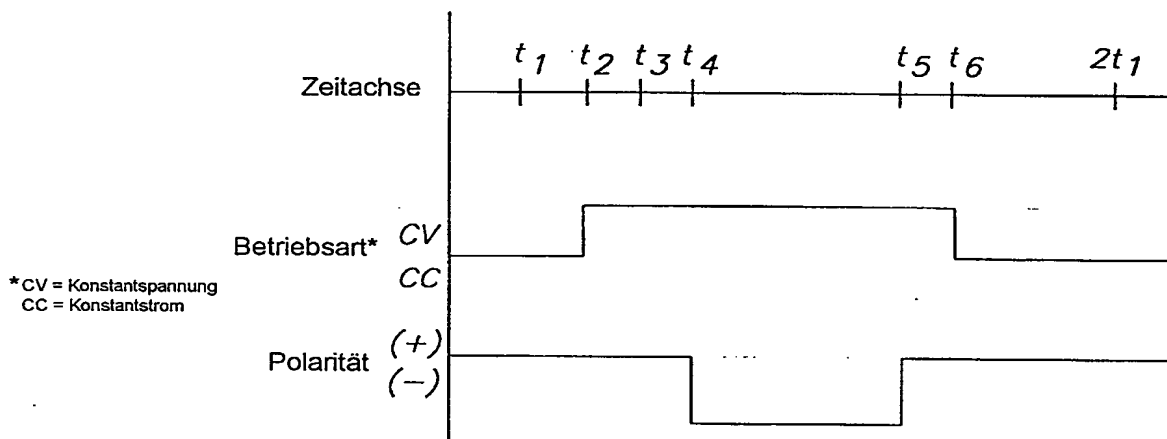 t1 t2 t3 t4 t5 t6 2t1
Zeitachse
Betriebsart* CV
CC
*CV = Konstantspannung
CC = Konstantstrom
Polarität (+)
(-)